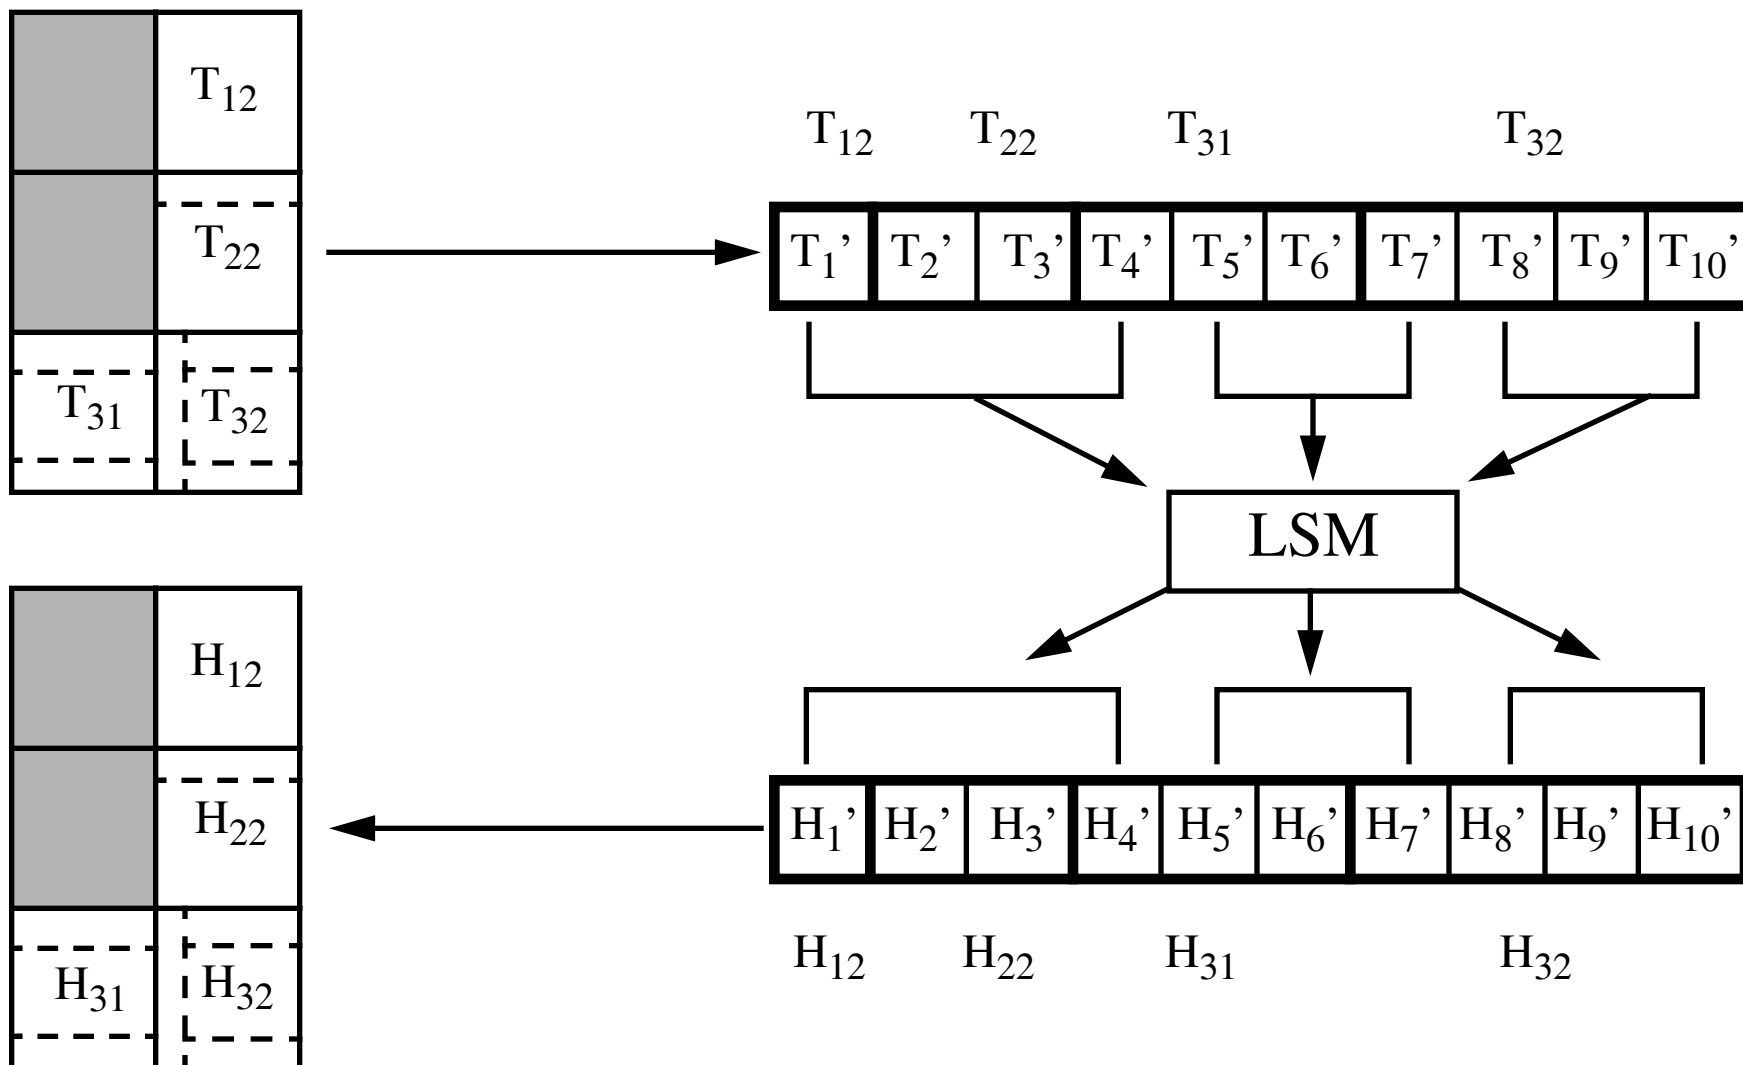 T12
T22
T31 T32
T12 T22 T31 T32
T1’ T2’ T3’ T4’ T5’ T6’ T7’ T8’ T9’ T10’
LSM
H12
H22
H31 H32
H1’ H2’ H3’ H4’ H5’ H6’ H7’ H8’ H9’ H10’
H12 H22 H31 H32